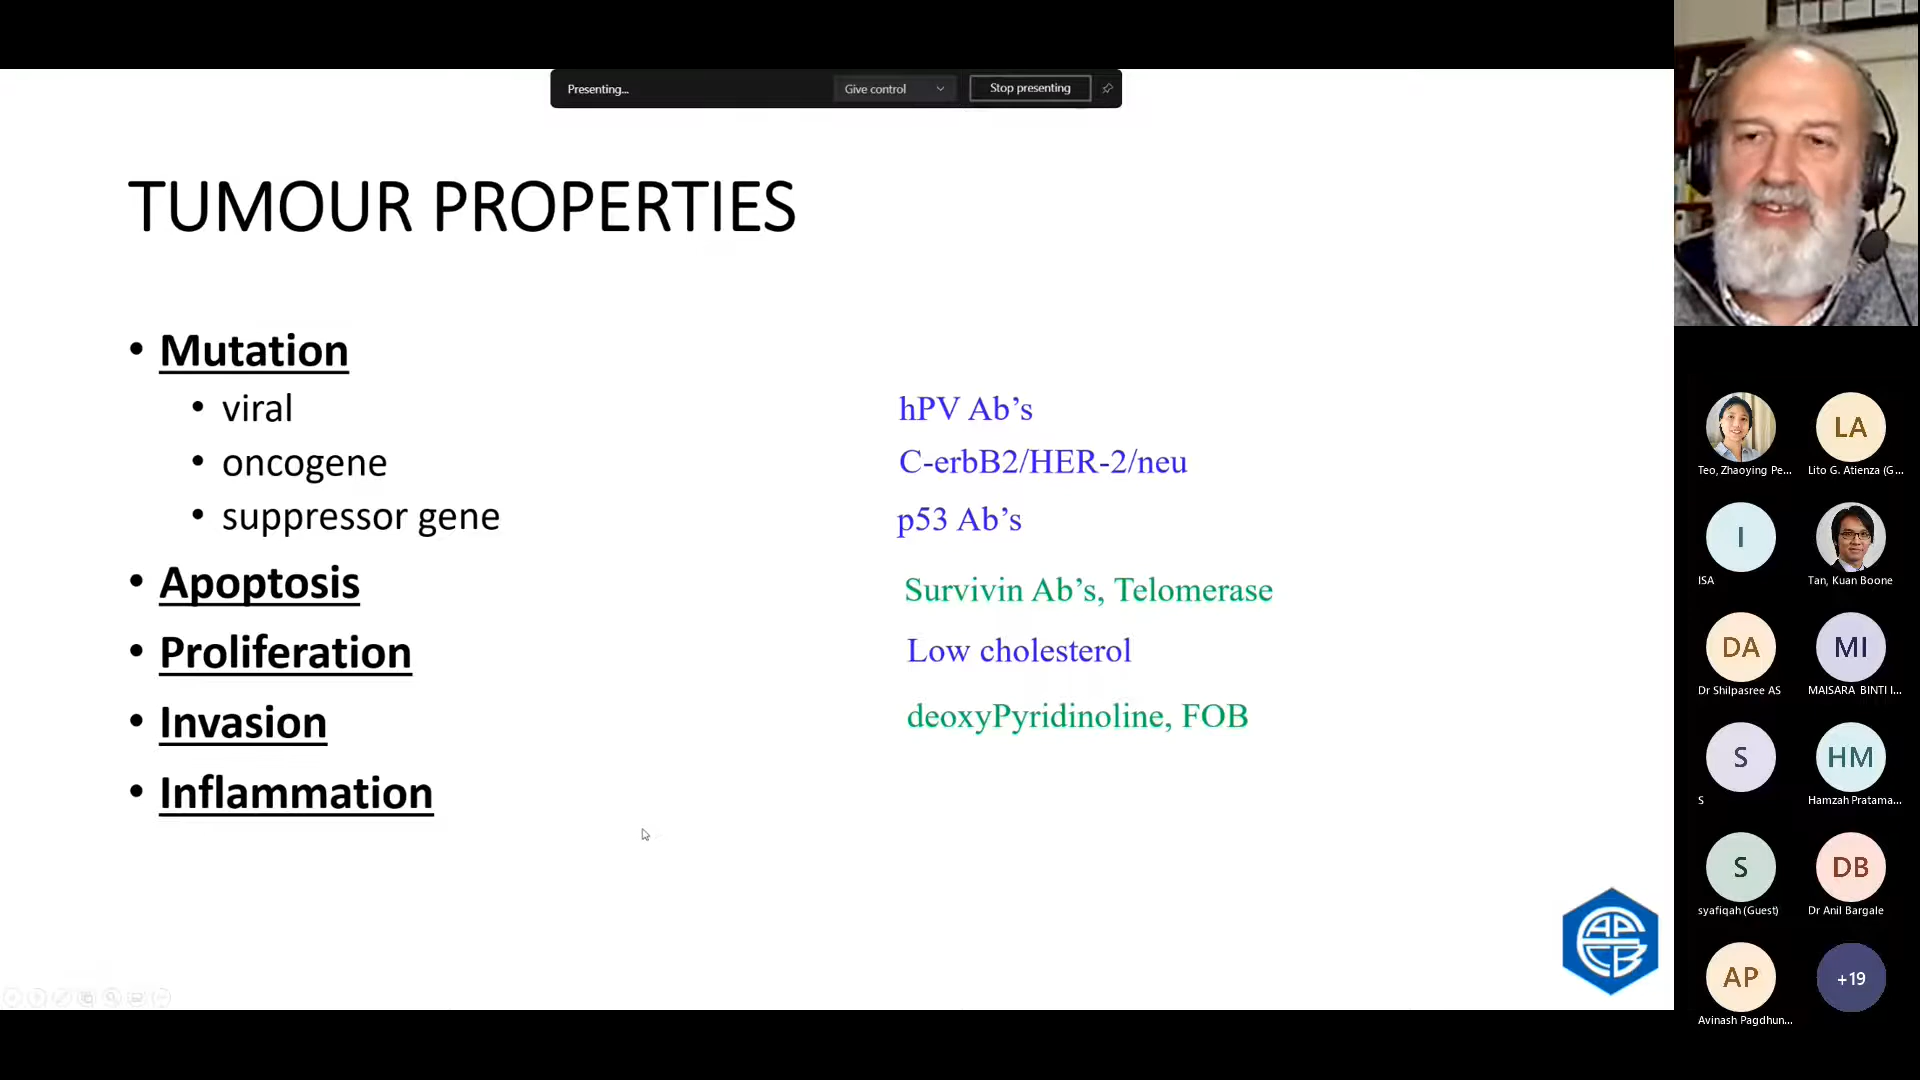 Presenting...
Give control
Stop presenting
TUMOUR PROPERTIES
• Mutation
• viral
hPV Ab’s
• oncogene
C-erbB2/HER-2/neu
• suppressor gene
p53 Ab’s
• Apoptosis
Survivin Ab’s, Telomerase
• Proliferation
Low cholesterol
• Invasion
deoxyPyridinoline, FOB
• Inflammation
APFCB
LA
Teo, Zhaoying Pe...
Lito G. Atienza (G...
I
ISA
Tan, Kuan Boone
DA
MI
Dr Shilpasree AS
MAISARA BINTI I...
S
HM
S
Hamzah Pratama...
S
DB
syafiqah (Guest)
Dr Anil Bargale
AP
+19
Avinash Pagdhun...